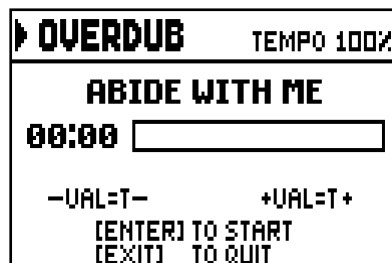 OVERDUB TEMPO 100%
ABIDE WITH ME
00:00
-VAL=T- +VAL=T+
[ENTER] TO START
[EXIT] TO QUIT